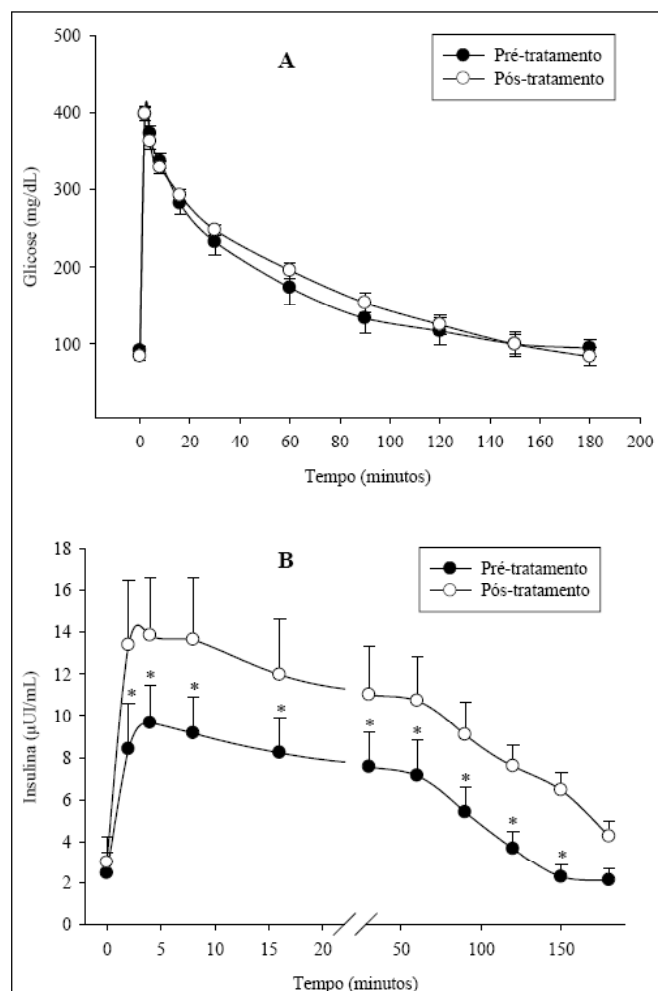 A
Pré-tratamento
Pós-tratamento
500
400
300
200
100
Glicose (mg/dL)
0 20 40 60 80 100 120 140 160 180 200
Tempo (minutos)
B
Pré-tratamento
Pós-tratamento
18
16
14
12
10
8
6
4
2
0
Insulina (µUI/mL)
* * * * * * * * *
0 5 10 15 20 50 100 150
Tempo (minutos)